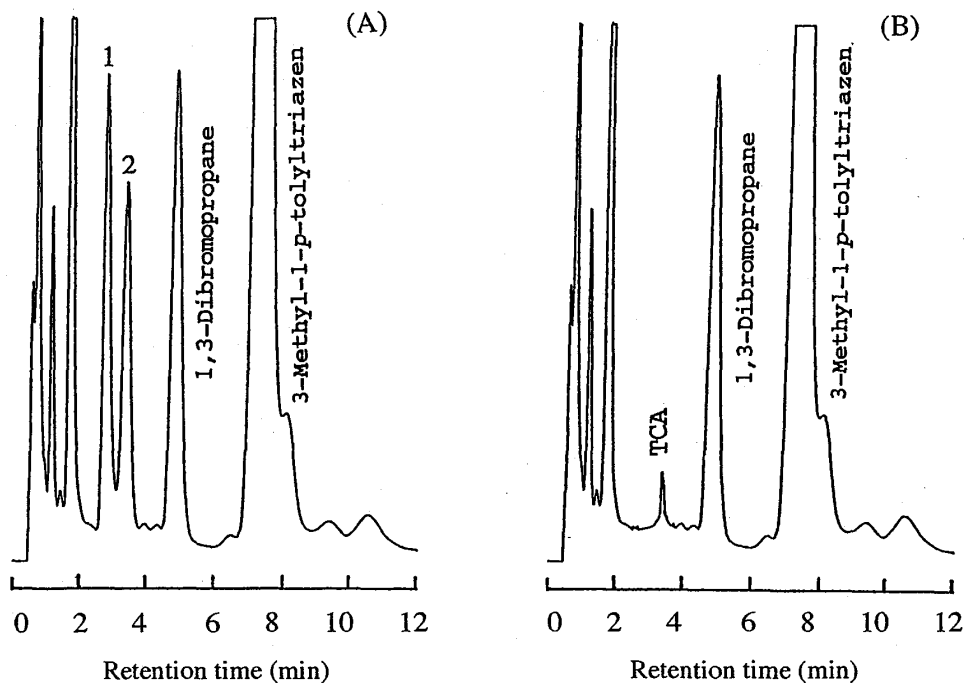 (A)
1
2
1,3-Dibromopropane
3-Methyl-1-p-tolyltriazen
0 2 4 6 8 10 12
Retention time (min)
(B)
TCA
1,3-Dibromopropane
3-Methyl-1-p-tolyltriazen
0 2 4 6 8 10 12
Retention time (min)